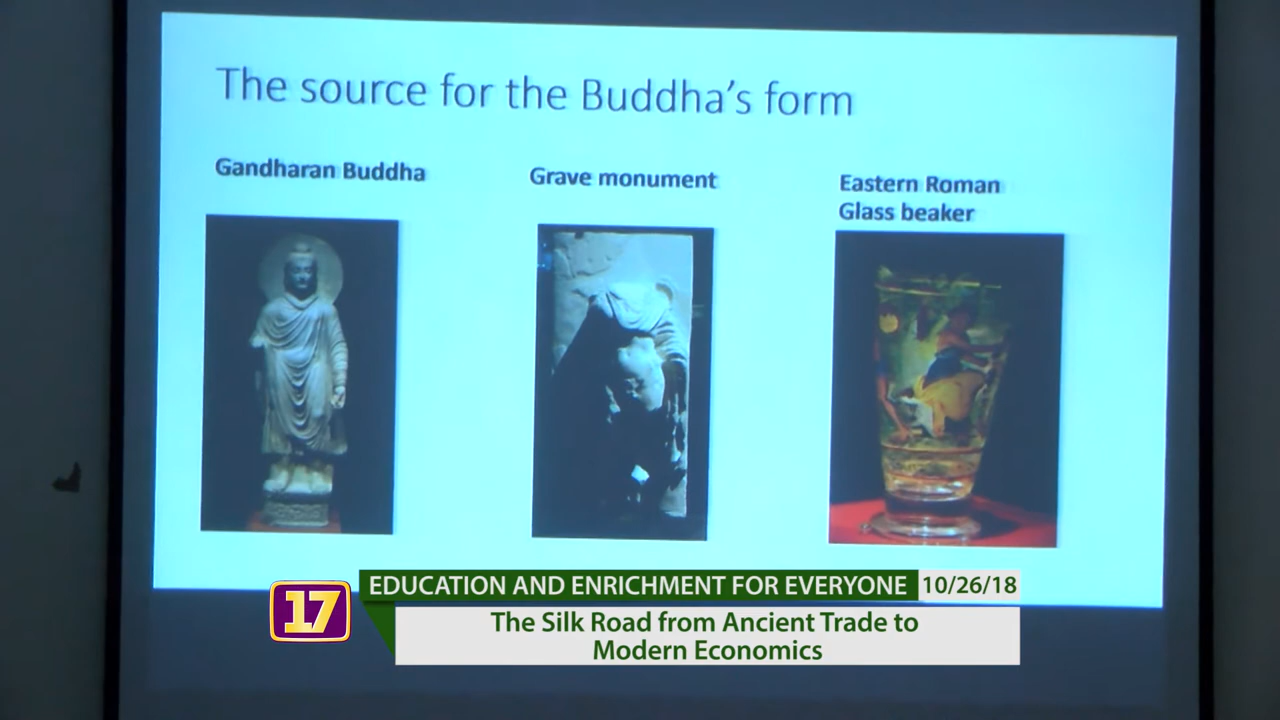 The source for the Buddha's form
Gandharan Buddha
Grave monument
Eastern Roman
Glass beaker
17
EDUCATION AND ENRICHMENT FOR EVERYONE
10/26/18
The Silk Road from Ancient Trade to
Modern Economics